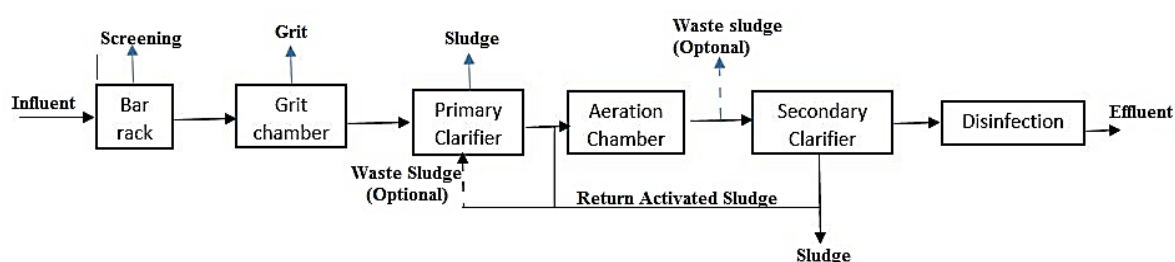 Screening
Grit
Sludge
Waste sludge
(Optonal)
Influent
Bar
rack
Grit
chamber
Primary
Clarifier
Aeration
Chamber
Secondary
Clarifier
Disinfection
Effluent
Waste Sludge
(Optional)
Return Activated Sludge
Sludge